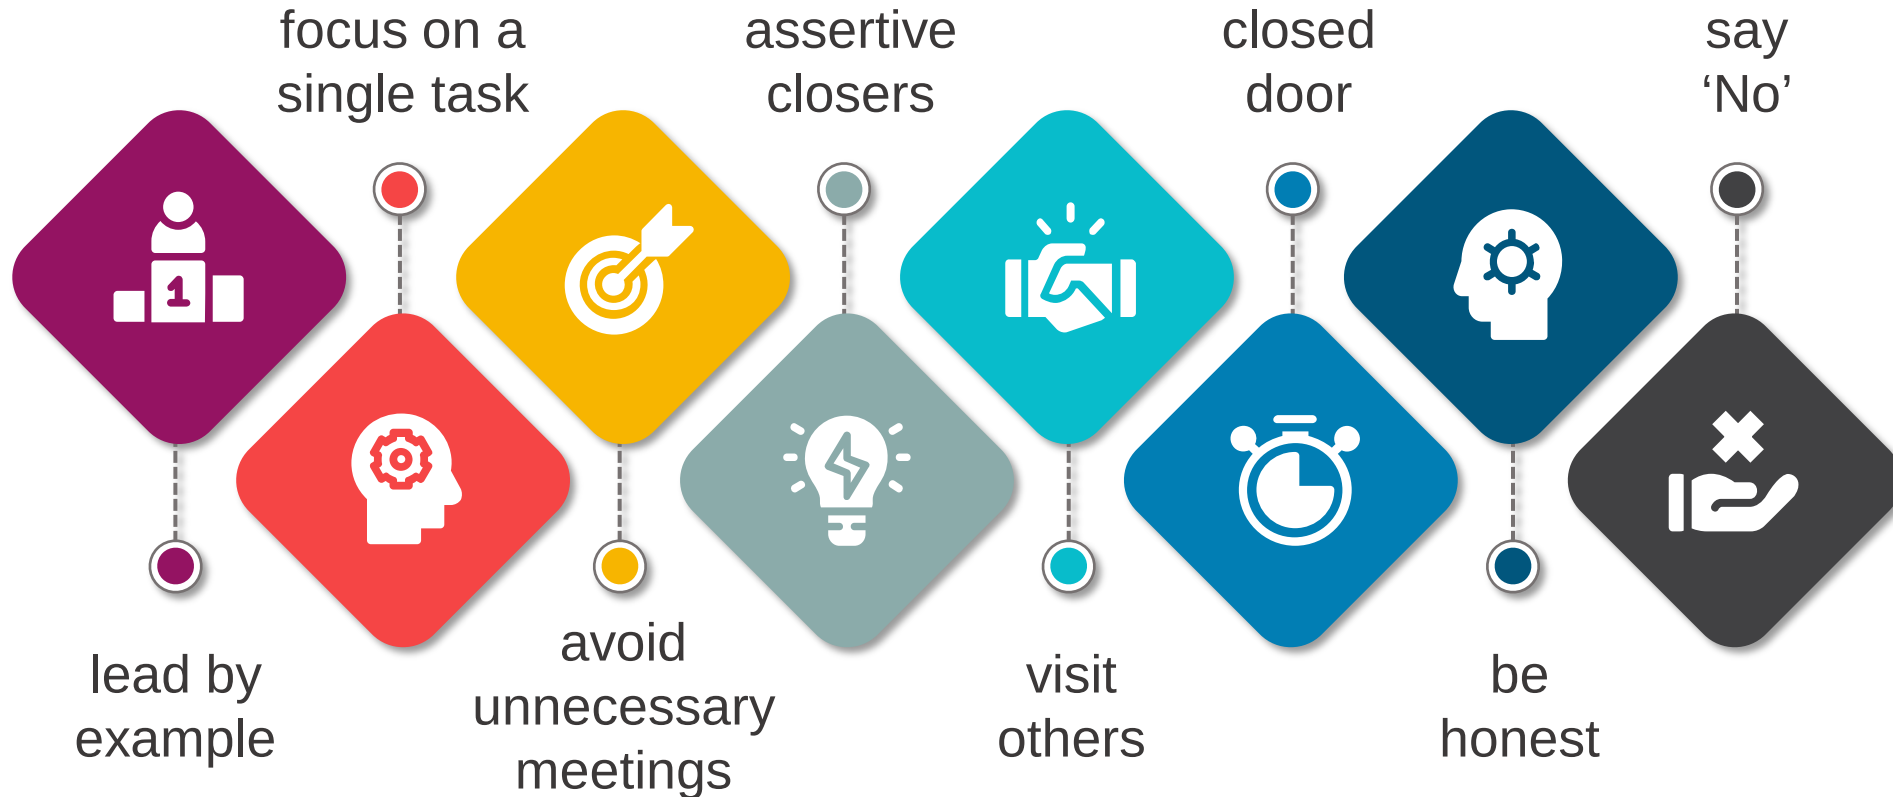 focus on a
single task
assertive
closers
closed
door
say
‘No’
1
lead by
example
avoid
unnecessary
meetings
visit
others
be
honest